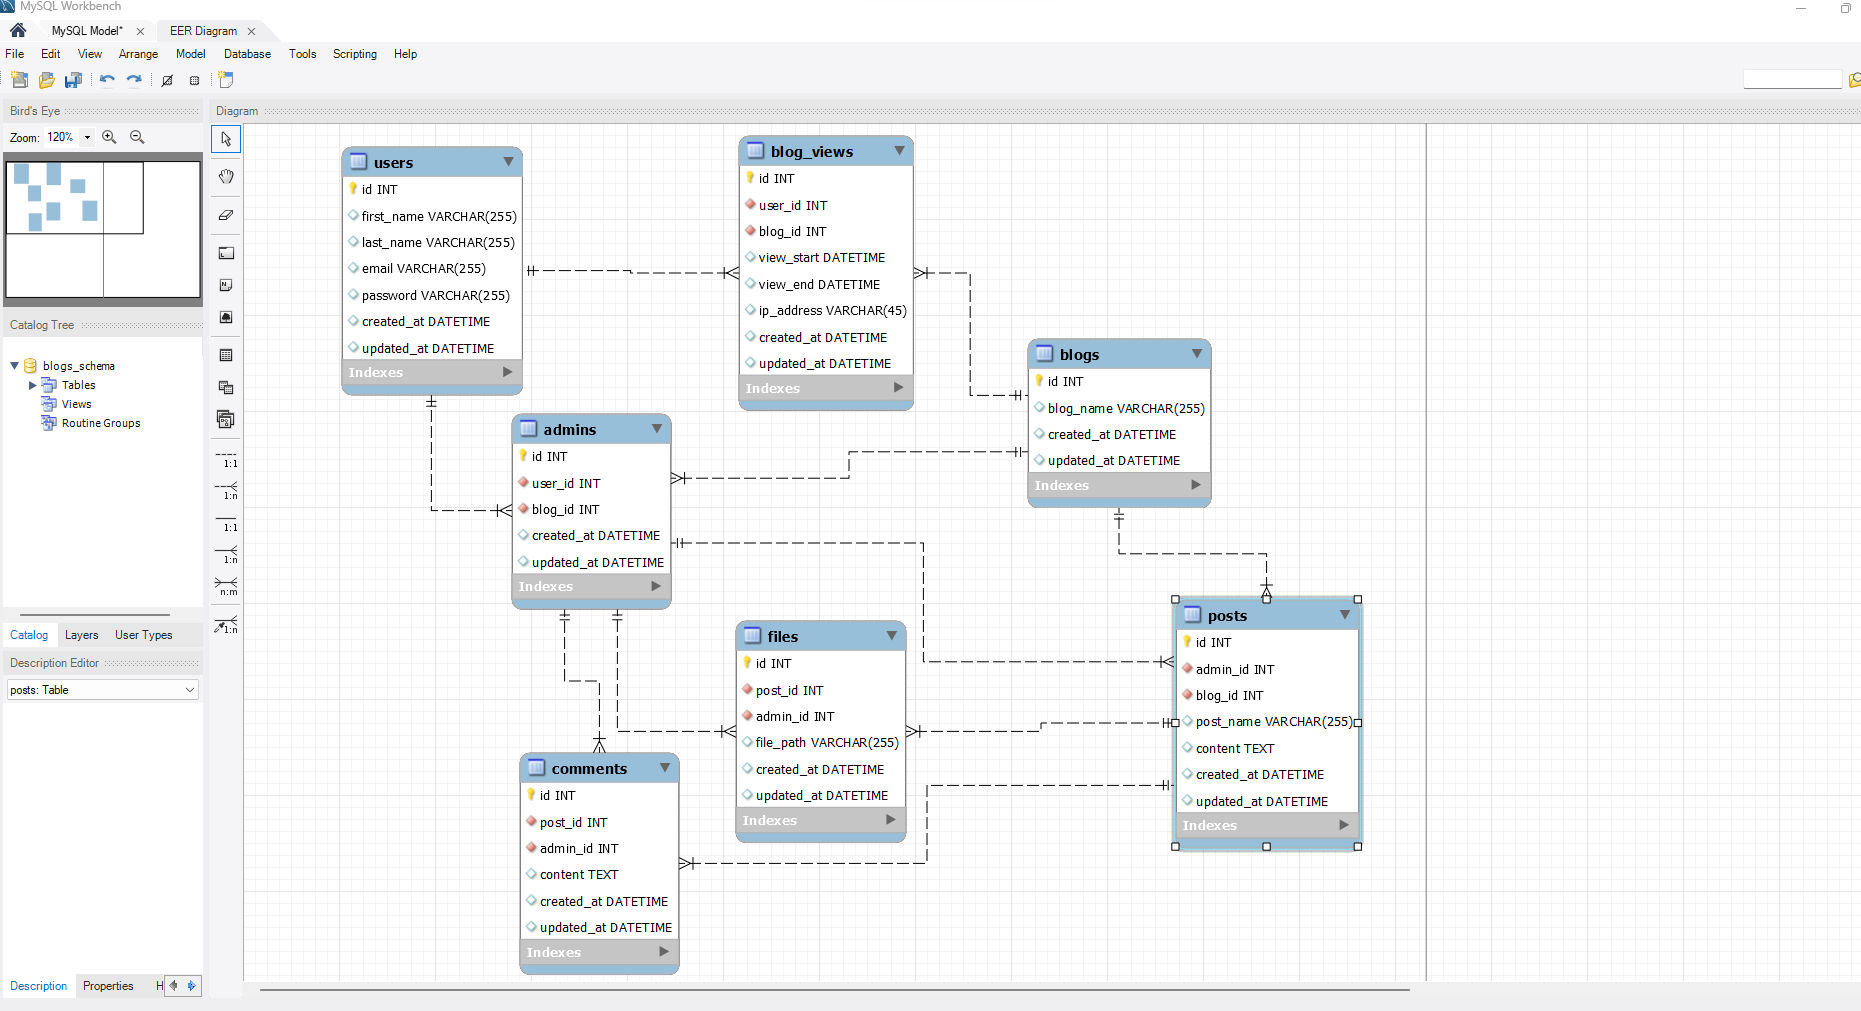 MySQL Workbench
MySQL Model*
EER Diagram
File Edit View Arrange Model Database Tools Scripting Help
Bird's Eye
Zoom: 120%
Catalog Tree
blogs_schema
Tables
Views
Routine Groups
Catalog Layers User Types
Description Editor
posts: Table
Description Properties H
1:1
1:n
1:1
1:n
n:m
1:n
Diagram
users
id INT
first_name VARCHAR(255)
last_name VARCHAR(255)
email VARCHAR(255)
password VARCHAR(255)
created_at DATETIME
updated_at DATETIME
Indexes
blog_views
id INT
user_id INT
blog_id INT
view_start DATETIME
view_end DATETIME
ip_address VARCHAR(45)
created_at DATETIME
updated_at DATETIME
Indexes
blogs
id INT
blog_name VARCHAR(255)
created_at DATETIME
updated_at DATETIME
Indexes
admins
id INT
user_id INT
blog_id INT
created_at DATETIME
updated_at DATETIME
Indexes
files
id INT
post_id INT
admin_id INT
file_path VARCHAR(255)
created_at DATETIME
updated_at DATETIME
Indexes
posts
id INT
admin_id INT
blog_id INT
post_name VARCHAR(255)
content TEXT
created_at DATETIME
updated_at DATETIME
Indexes
comments
id INT
post_id INT
admin_id INT
content TEXT
created_at DATETIME
updated_at DATETIME
Indexes